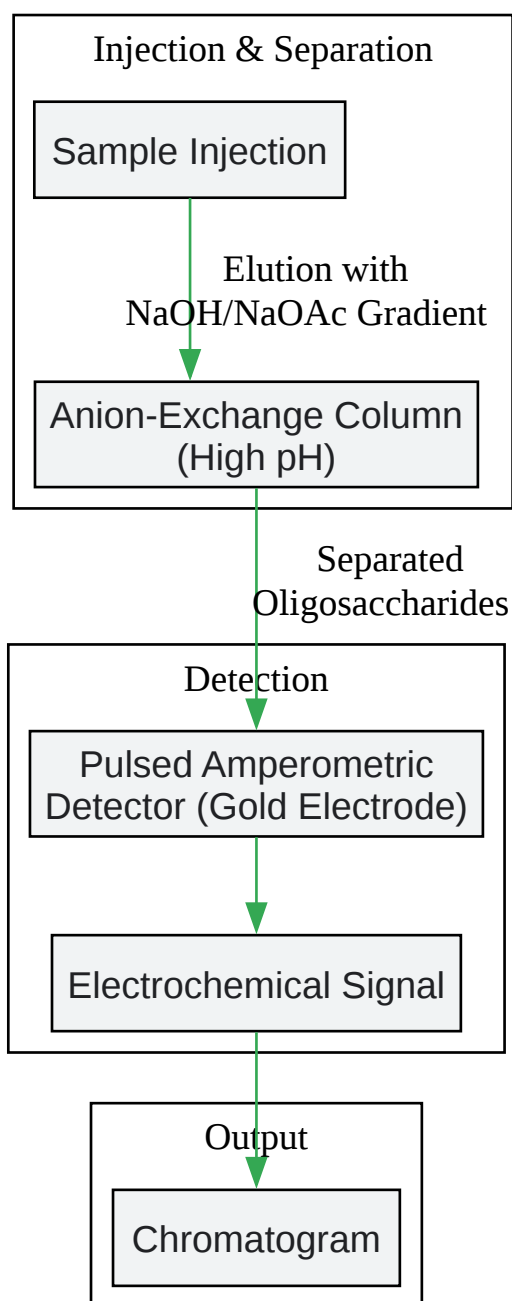 Injection & Separation
Sample Injection
Elution with
NaOH/NaOAc Gradient
Anion-Exchange Column
(High pH)
Separated
Oligosaccharides
Detection
Pulsed Amperometric
Detector (Gold Electrode)
Electrochemical Signal
Output
Chromatogram